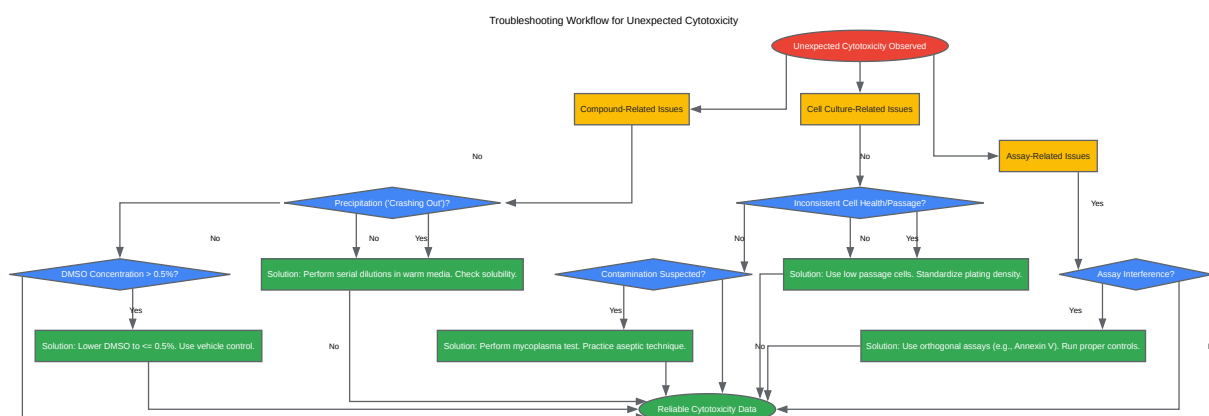 Troubleshooting Workflow for Unexpected Cytotoxicity
Unexpected Cytotoxicity Observed
Compound-Related Issues
Cell Culture-Related Issues
No
No
Assay-Related Issues
Precipitation ('Crashing Out')?
Inconsistent Cell Health/Passage?
Yes
No
No
Yes
No
No
Yes
DMSO Concentration > 0.5%?
Solution: Perform serial dilutions in warm media. Check solubility.
Contamination Suspected?
Solution: Use low passage cells. Standardize plating density.
Assay Interference?
Yes
Yes
Yes
Solution: Lower DMSO to <= 0.5%. Use vehicle control.
No
Solution: Perform mycoplasma test. Practice aseptic technique.
No
Solution: Use orthogonal assays (e.g., Annexin V). Run proper controls.
Reliable Cytotoxicity Data